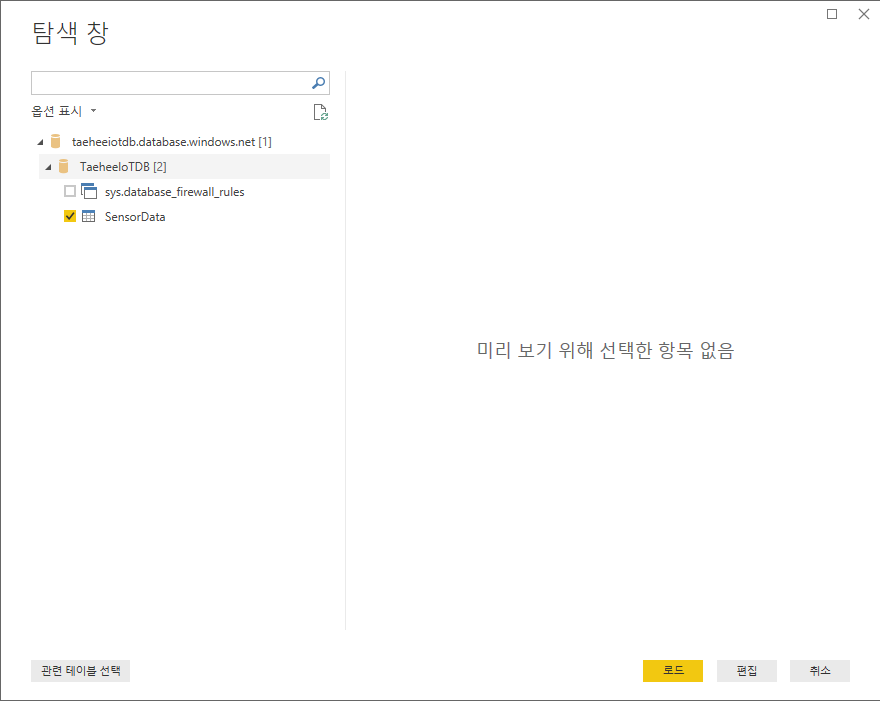 탐색 창
옵션 표시
taeheeiotdb.database.windows.net [1]
TaeheeIoTDB [2]
sys.database_firewall_rules
SensorData
미리 보기 위해 선택한 항목 없음
관련 테이블 선택
로드
편집
취소